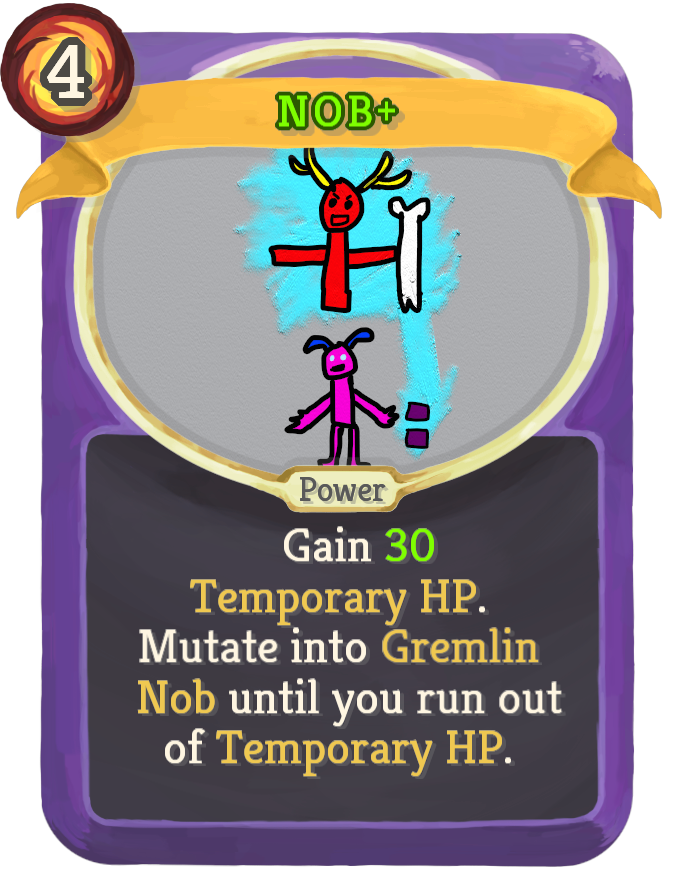 4
NOB+
Power
Gain 30
Temporary HP.
Mutate into Gremlin
Nob until you run out
of Temporary HP.